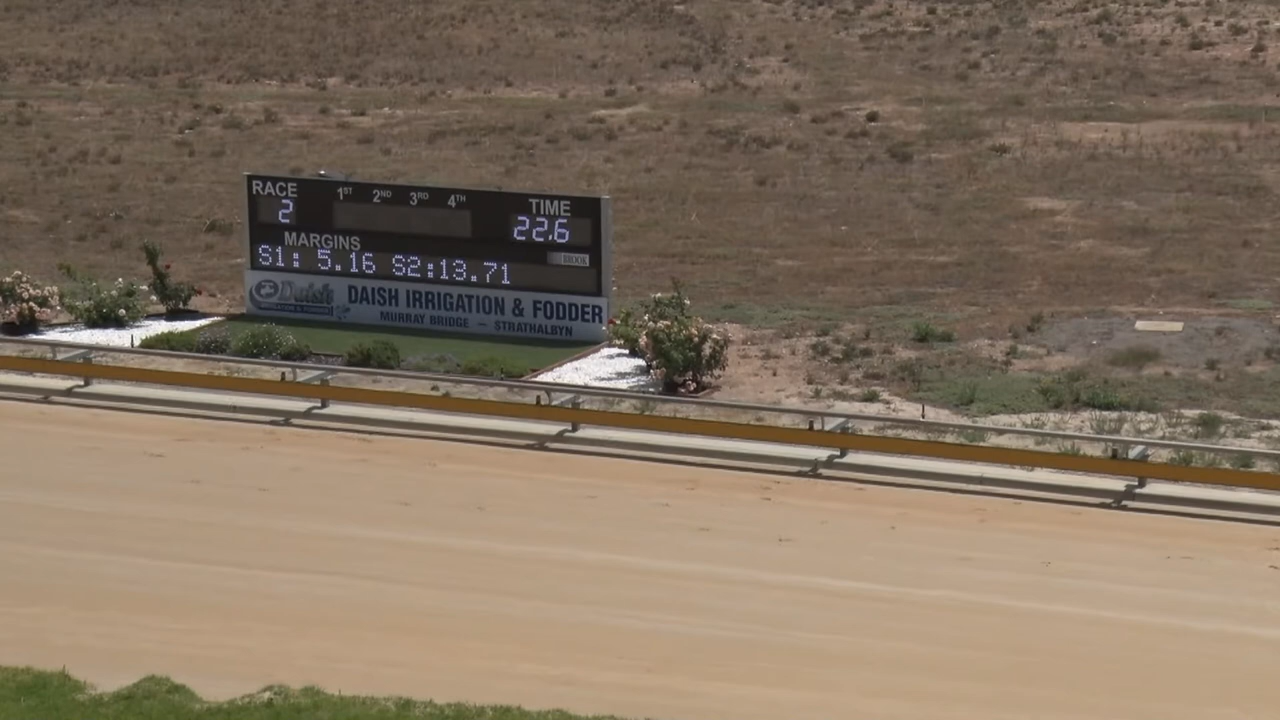 RACE 1ST 2ND 3RD 4TH TIME
2 22.6
MARGINS
S1: 5.16 S2:13.71
BROOK
Daish DAISH IRRIGATION & FODDER
MURRAY BRIDGE — STRATHALBYN